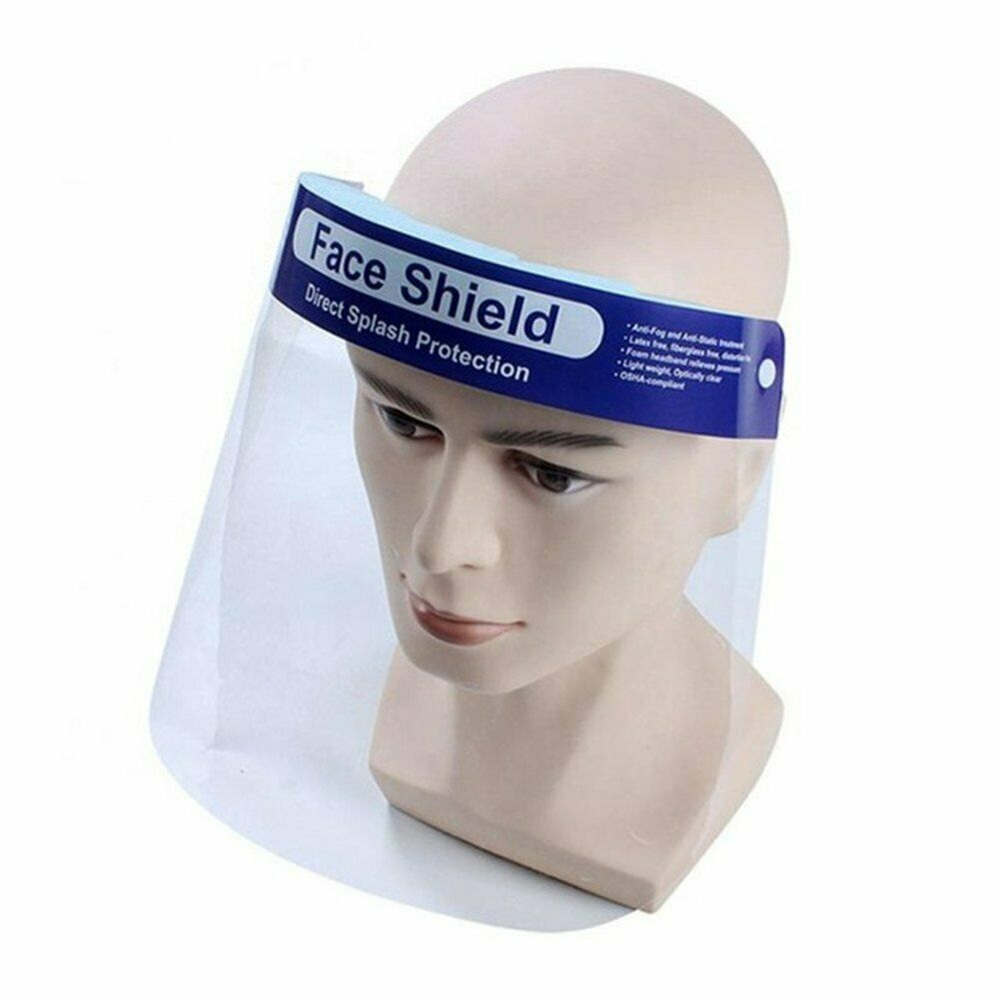 Face Shield
Direct Splash Protection
• Anti-Fog and Anti-Static
• Latex free, fiberglass free,
• Foam headband relieves pressure
• Light weight, Optically clear
• OSHA-compliant